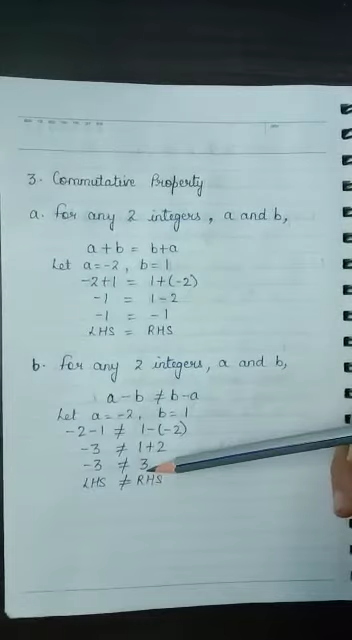 3. Commutative Property
a. For any 2 integers, a and b,
a + b = b + a
Let a = -2, b = 1
-2+1 = 1+(-2)
-1 = 1-2
-1 = -1
LHS = RHS
b. For any 2 integers, a and b,
a - b ≠ b - a
Let a = -2, b = 1
-2-1 ≠ 1-(-2)
-3 ≠ 1+2
-3 ≠ 3
LHS ≠ RHS